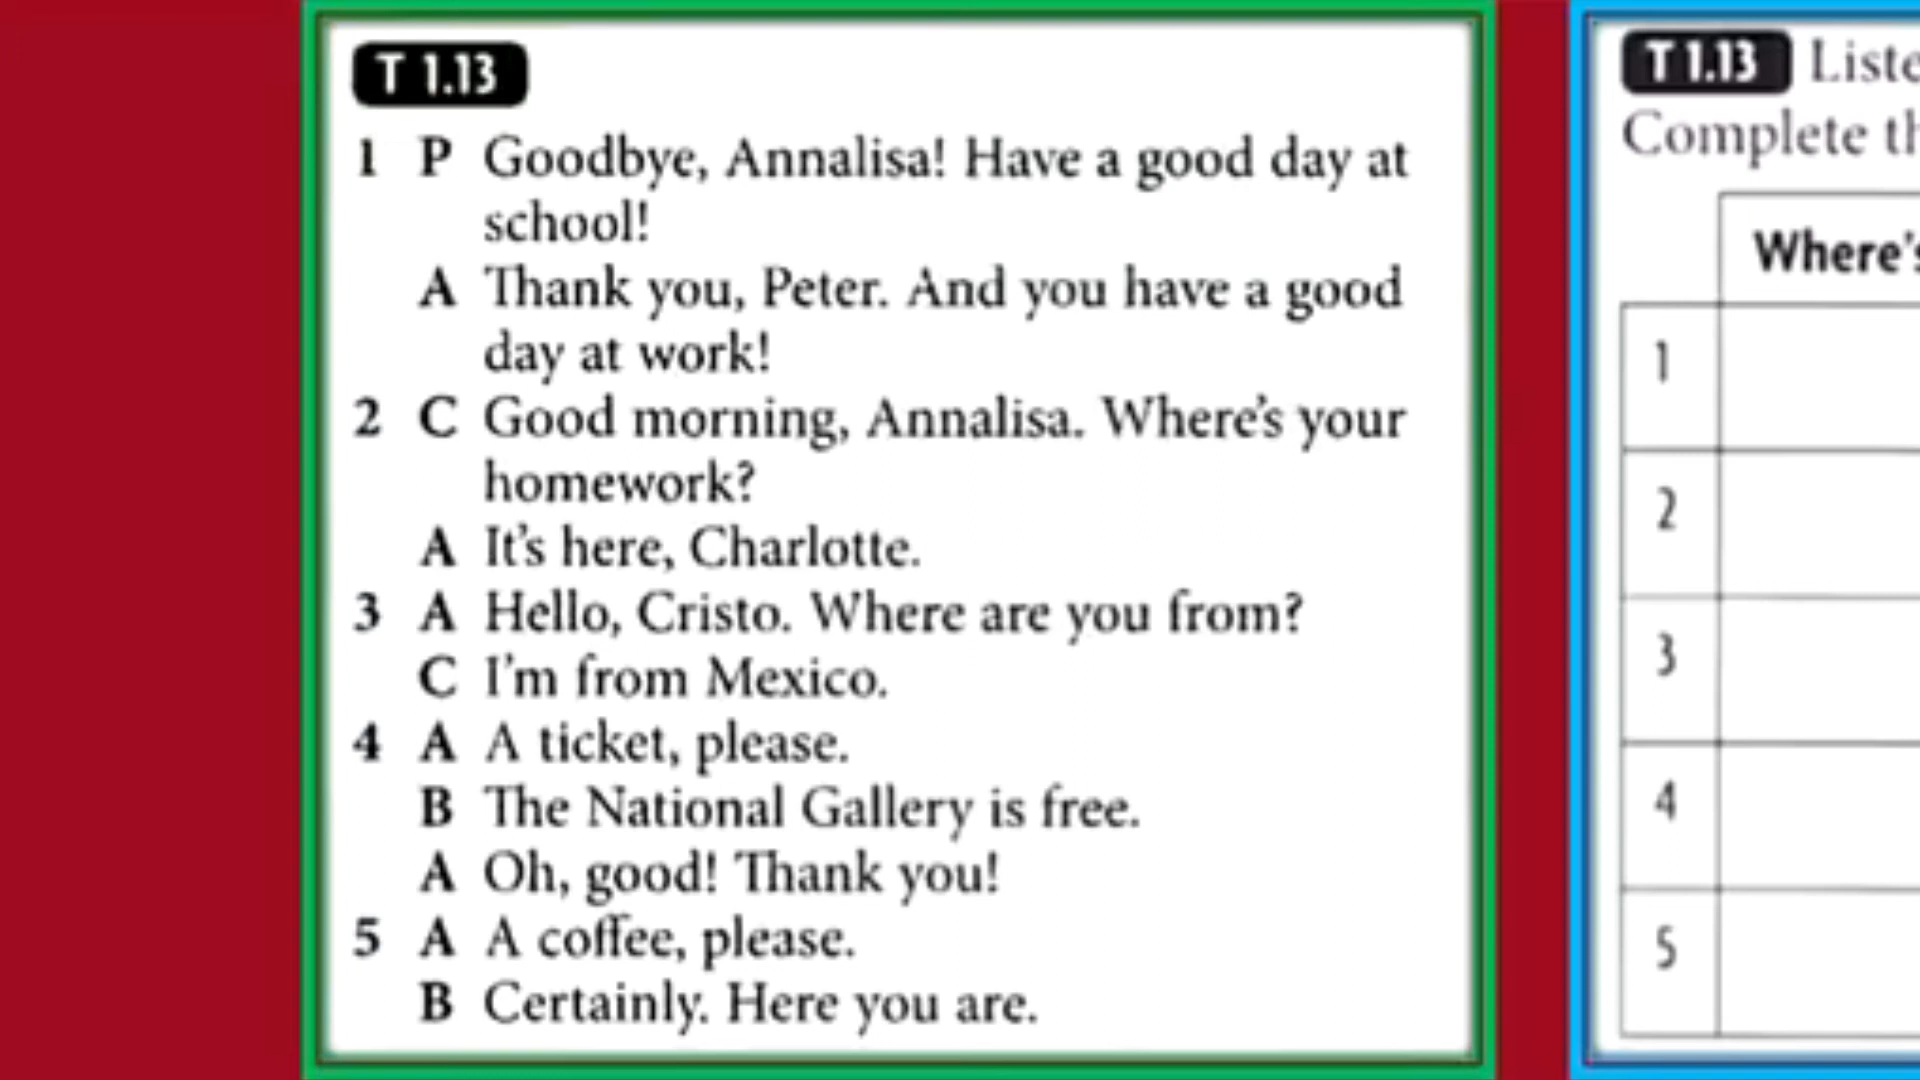 T 1.13
1 P Goodbye, Annalisa! Have a good day at
school!
A Thank you, Peter. And you have a good
day at work!
2 C Good morning, Annalisa. Where's your
homework?
A It's here, Charlotte.
3 A Hello, Cristo. Where are you from?
C I'm from Mexico.
4 A A ticket, please.
B The National Gallery is free.
A Oh, good! Thank you!
5 A A coffee, please.
B Certainly. Here you are.
T 1.13
Complete
Where's
1
2
3
4
5